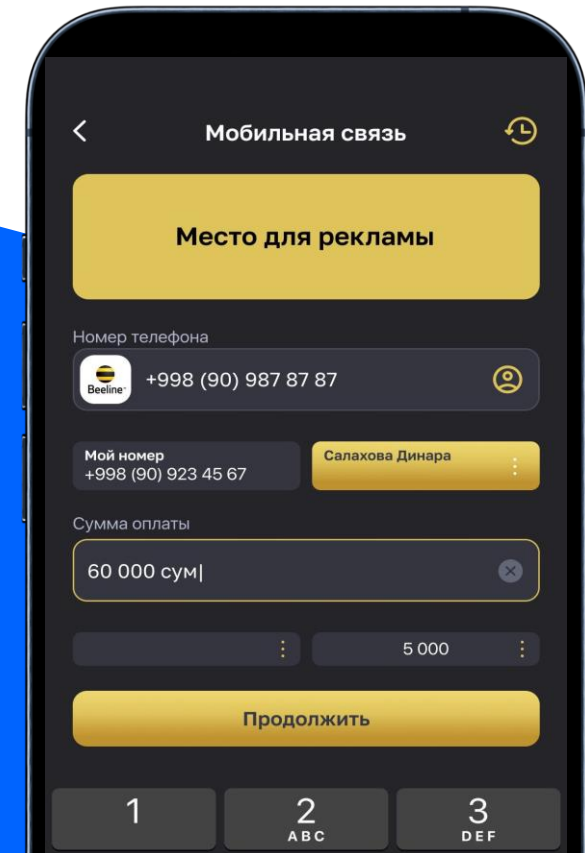 Мобильная связь
Место для рекламы
Номер телефона
Beeline™
+998 (90) 987 87 87
Мой номер
+998 (90) 923 45 67
Салахова Динара
Сумма оплаты
60 000 сум
5 000
Продолжить
1
2
ABC
3
DEF